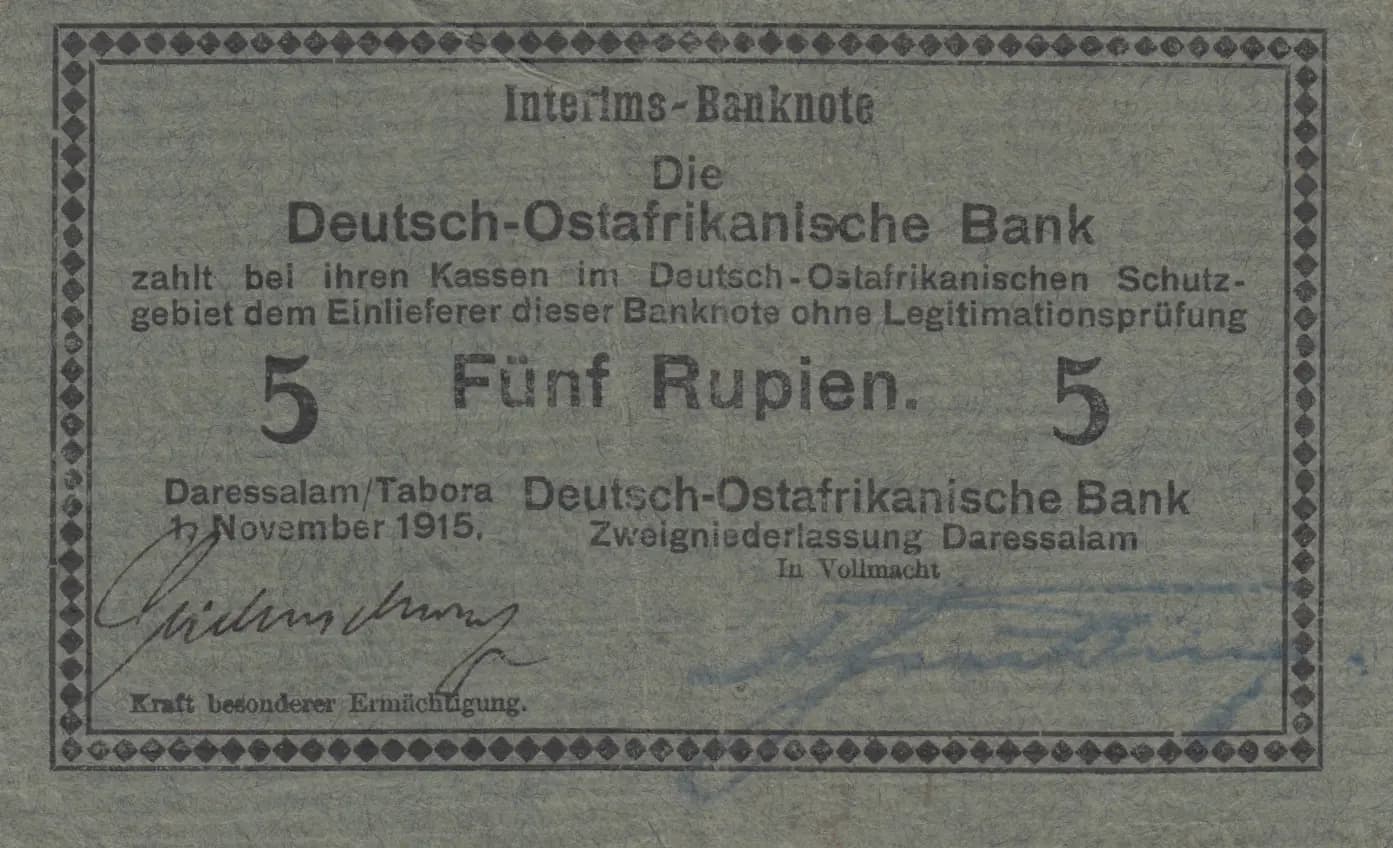 Interims-Banknote
Die
Deutsch-Ostafrikanische Bank
zahlt bei ihren Kassen im Deutsch-Ostafrikanischen Schutz-
gebiet dem Einlieferer dieser Banknote ohne Legitimationsprüfung
5 Fünf Rupien. 5
Daressalam/Tabora
1. November 1915.
Deutsch-Ostafrikanische Bank
Zweigniederlassung Daressalam
In Vollmacht
Kraft besonderer Ermächtigung.